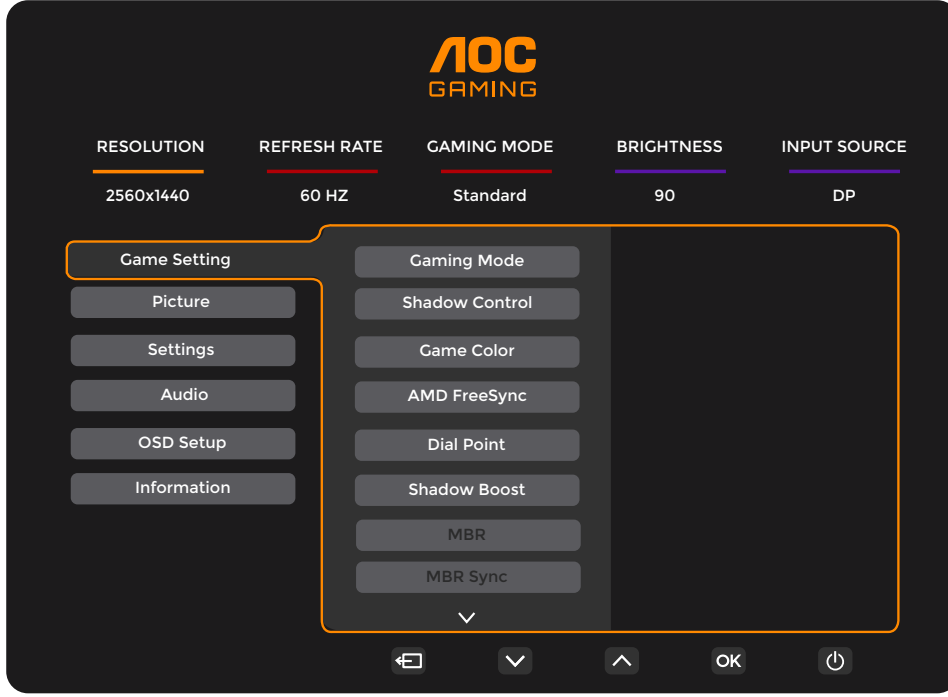 AOC
GAMING
RESOLUTION REFRESH RATE GAMING MODE BRIGHTNESS INPUT SOURCE
2560x1440 60 HZ Standard 90 DP
Game Setting
Picture
Settings
Audio
OSD Setup
Information
Gaming Mode
Shadow Control
Game Color
AMD FreeSync
Dial Point
Shadow Boost
MBR
MBR Sync
OK